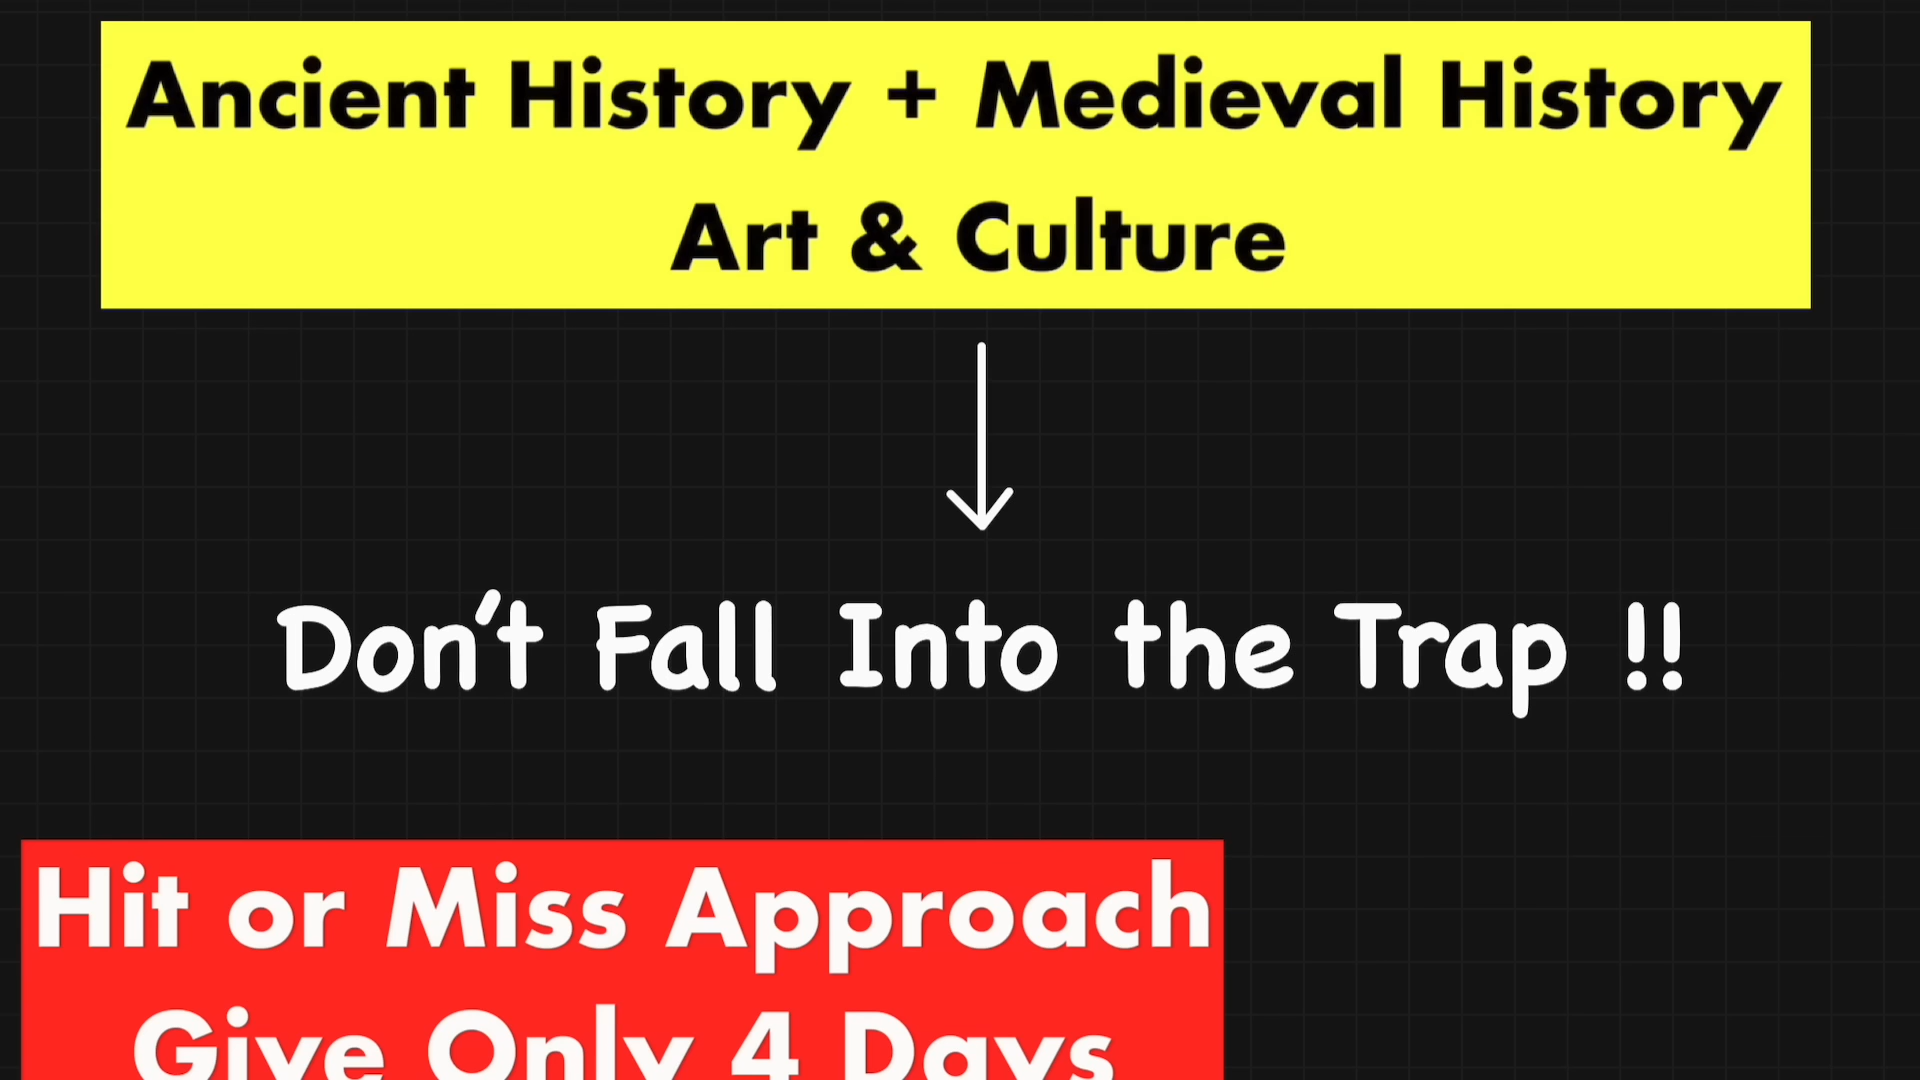 Ancient History + Medieval History
Art & Culture
Don't Fall Into the Trap !!
Hit or Miss Approach
Give Only 4 Days